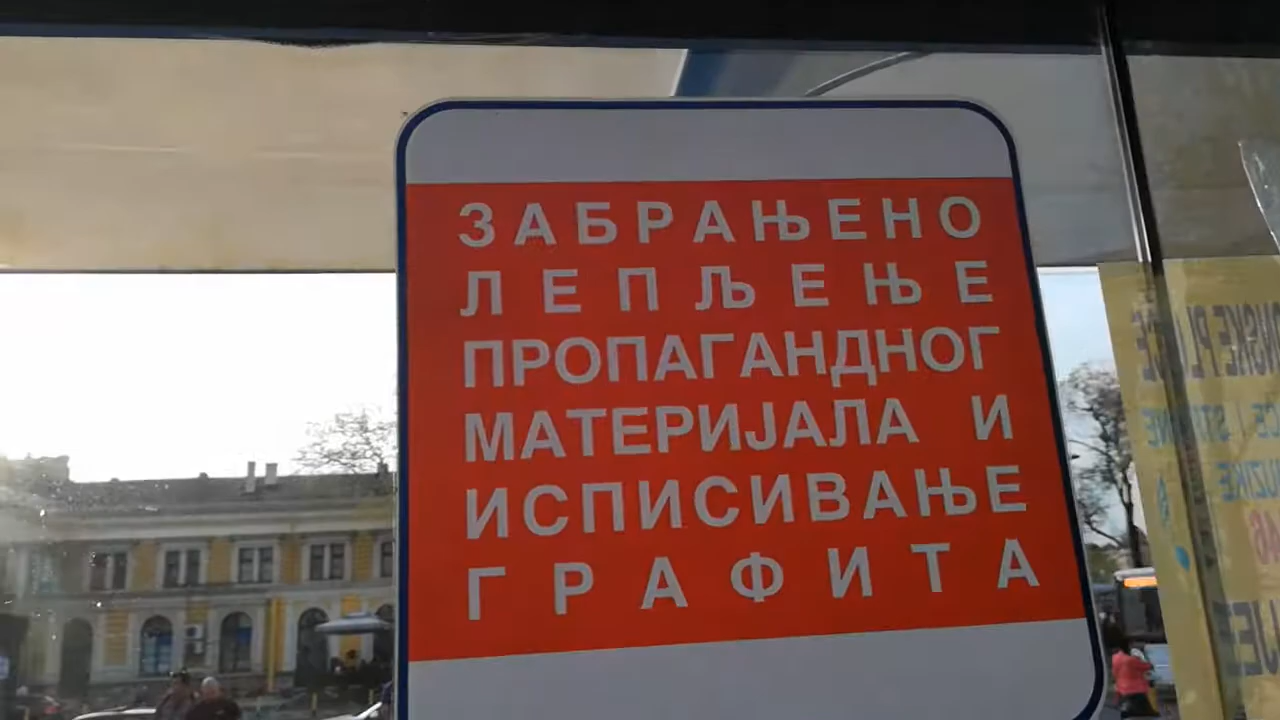 ЗАБРАЊЕНО
ЛЕПЉЕЊЕ
ПРОПАГАНДНОГ
МАТЕРИЈАЛА И
ИСПИСИВАЊЕ
ГРАФИТА